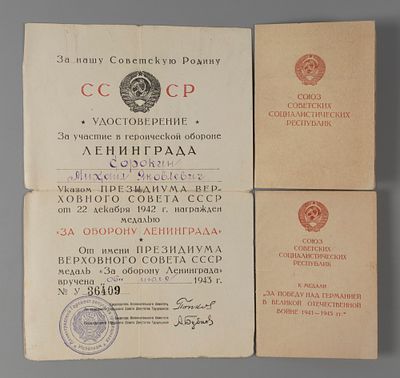 За нашу Советскую Родину
СС СР
УДОСТОВЕРЕНИЕ
За участие в героической обороне
ЛЕНИНГРАДА
Сорокин
Михаил Яковлевич
Указом ПРЕЗИДИУМА ВЕР-
ХОВНОГО СОВЕТА СССР
от 22 декабря 1942 г. награжден
медалью
«ЗА ОБОРОНУ ЛЕНИНГРАДА»
От имени ПРЕЗИДИУМА
ВЕРХОВНОГО СОВЕТА СССР
медаль «За оборону Ленинграда»
вручена 1943 г.
№ У 36409
СОЮЗ
СОВЕТСКИХ
СОЦИАЛИСТИЧЕСКИХ
РЕСПУБЛИК
СОЮЗ
СОВЕТСКИХ
СОЦИАЛИСТИЧЕСКИХ
РЕСПУБЛИК
К МЕДАЛИ
"ЗА ПОБЕДУ НАД ГЕРМАНИЕЙ
В ВЕЛИКОЙ ОТЕЧЕСТВЕННОЙ
ВОЙНЕ 1941–1945 гг."